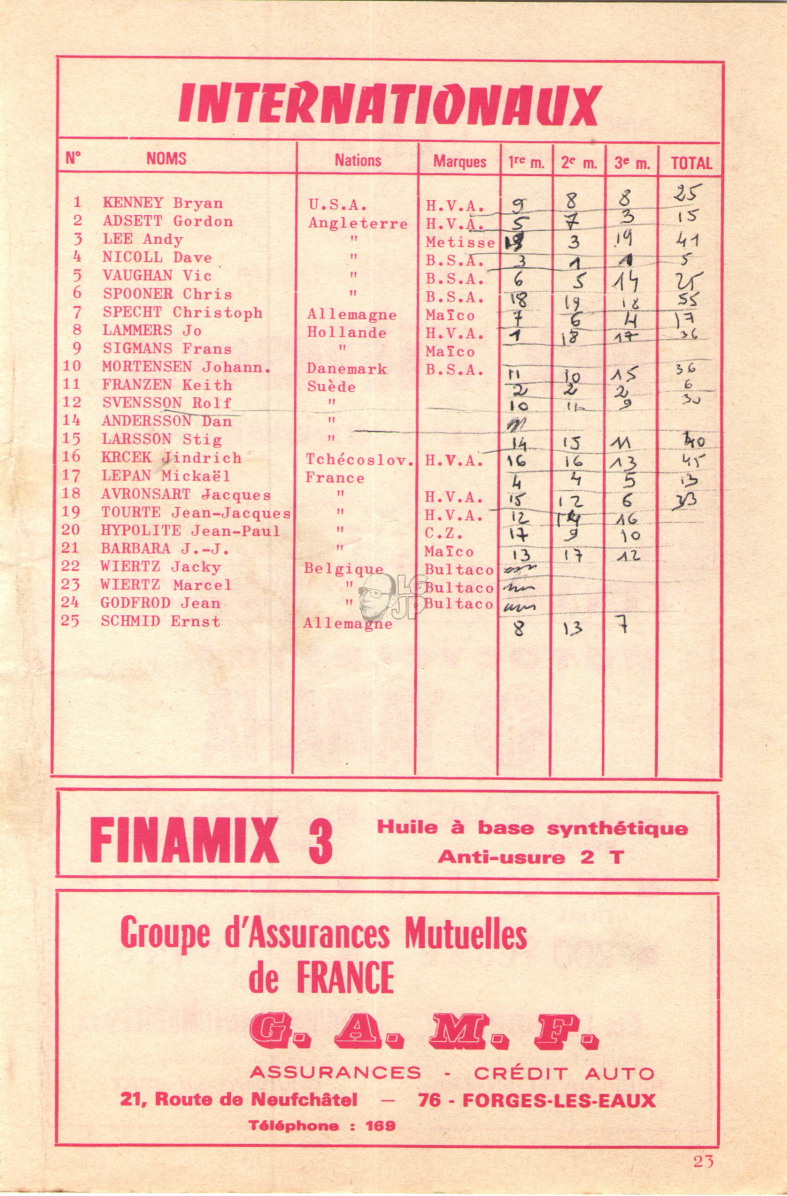 INTERNATIONAUX
N° NOMS Nations Marques 1re m. 2e m. 3e m. TOTAL
1 KENNEY Bryan U.S.A. H.V.A. 9 8 8 25
2 ADSETT Gordon Angleterre H.V.A. 5 7 3 15
3 LEE Andy " Metisse 3 19 41
4 NICOLL Dave " B.S.A. 3 1 1 5
5 VAUGHAN Vic " B.S.A. 6 5 14 25
6 SPOONER Chris " B.S.A. 18 19 18 55
7 SPECHT Christoph Allemagne Maïco 7 6 4 17
8 LAMMERS Jo Hollande H.V.A. 1 18 17 36
9 SIGMANS Frans " Maïco
10 MORTENSEN Johann. Danemark B.S.A. 11 10 15 36
11 FRANZEN Keith Suède 2 2 2 6
12 SVENSSON Rolf " 10 11 9 30
14 ANDERSSON Dan "
15 LARSSON Stig " 14 15 11 40
16 KRCEK Jindrich Tchécoslov. H.V.A. 16 16 13 45
17 LEPAN Mickaël France 4 4 5 13
18 AVRONSART Jacques " H.V.A. 15 12 6 33
19 TOURTE Jean-Jacques " H.V.A. 12 14 16
20 HYPOLITE Jean-Paul " C.Z. 17 9 10
21 BARBARA J.-J. " Maïco 13 17 12
22 WIERTZ Jacky Belgique Bultaco
23 WIERTZ Marcel " Bultaco
24 GODFROD Jean " Bultaco
25 SCHMID Ernst Allemagne 8 13 7
LG
JP
FINAMIX 3
Huile à base synthétique
Anti-usure 2 T
Groupe d'Assurances Mutuelles
de FRANCE
G. A. M. F.
ASSURANCES - CRÉDIT AUTO
21, Route de Neufchâtel — 76 - FORGES-LES-EAUX
Téléphone : 169
23